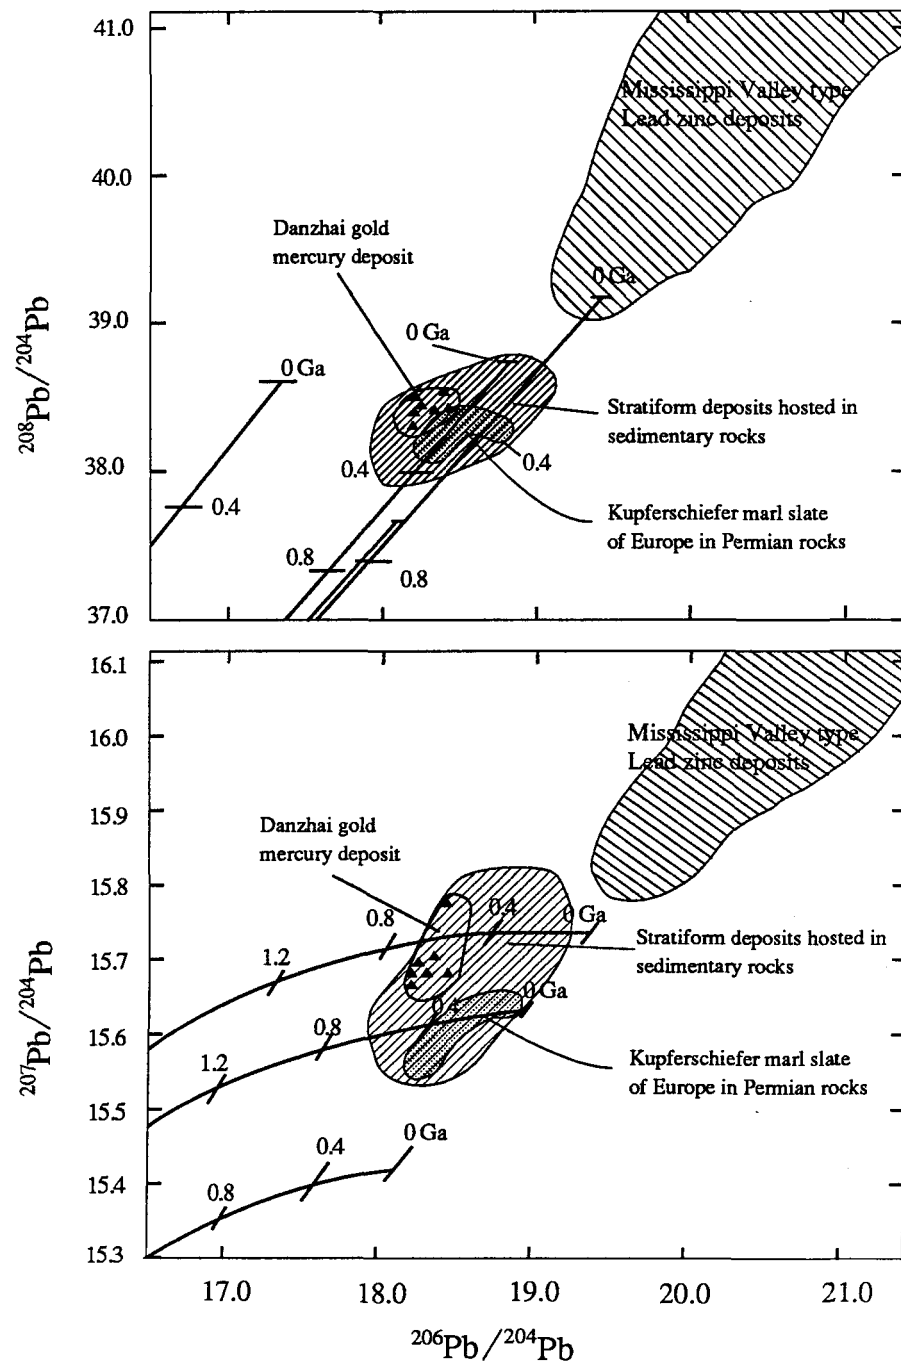 41.0
Mississippi Valley type
Lead zinc deposits
40.0
Danzhai gold
mercury deposit
0 Ga
39.0
0 Ga
0 Ga
208Pb/204Pb
Stratiform deposits hosted in
sedimentary rocks
38.0
0.4
0.4
0.4
Kupferschiefer marl slate
of Europe in Permian rocks
0.8
0.8
37.0
16.1
16.0
Mississippi Valley type
Lead zinc deposits
15.9
Danzhai gold
mercury deposit
15.8
0.8
0.4
0 Ga
Stratiform deposits hosted in
sedimentary rocks
1.2
15.7
207Pb/204Pb
0.4
0 Ga
0.8
15.6
Kupferschiefer marl slate
of Europe in Permian rocks
1.2
15.5
0.4
0 Ga
15.4
0.8
15.3
17.0 18.0 19.0 20.0 21.0
206Pb/204Pb